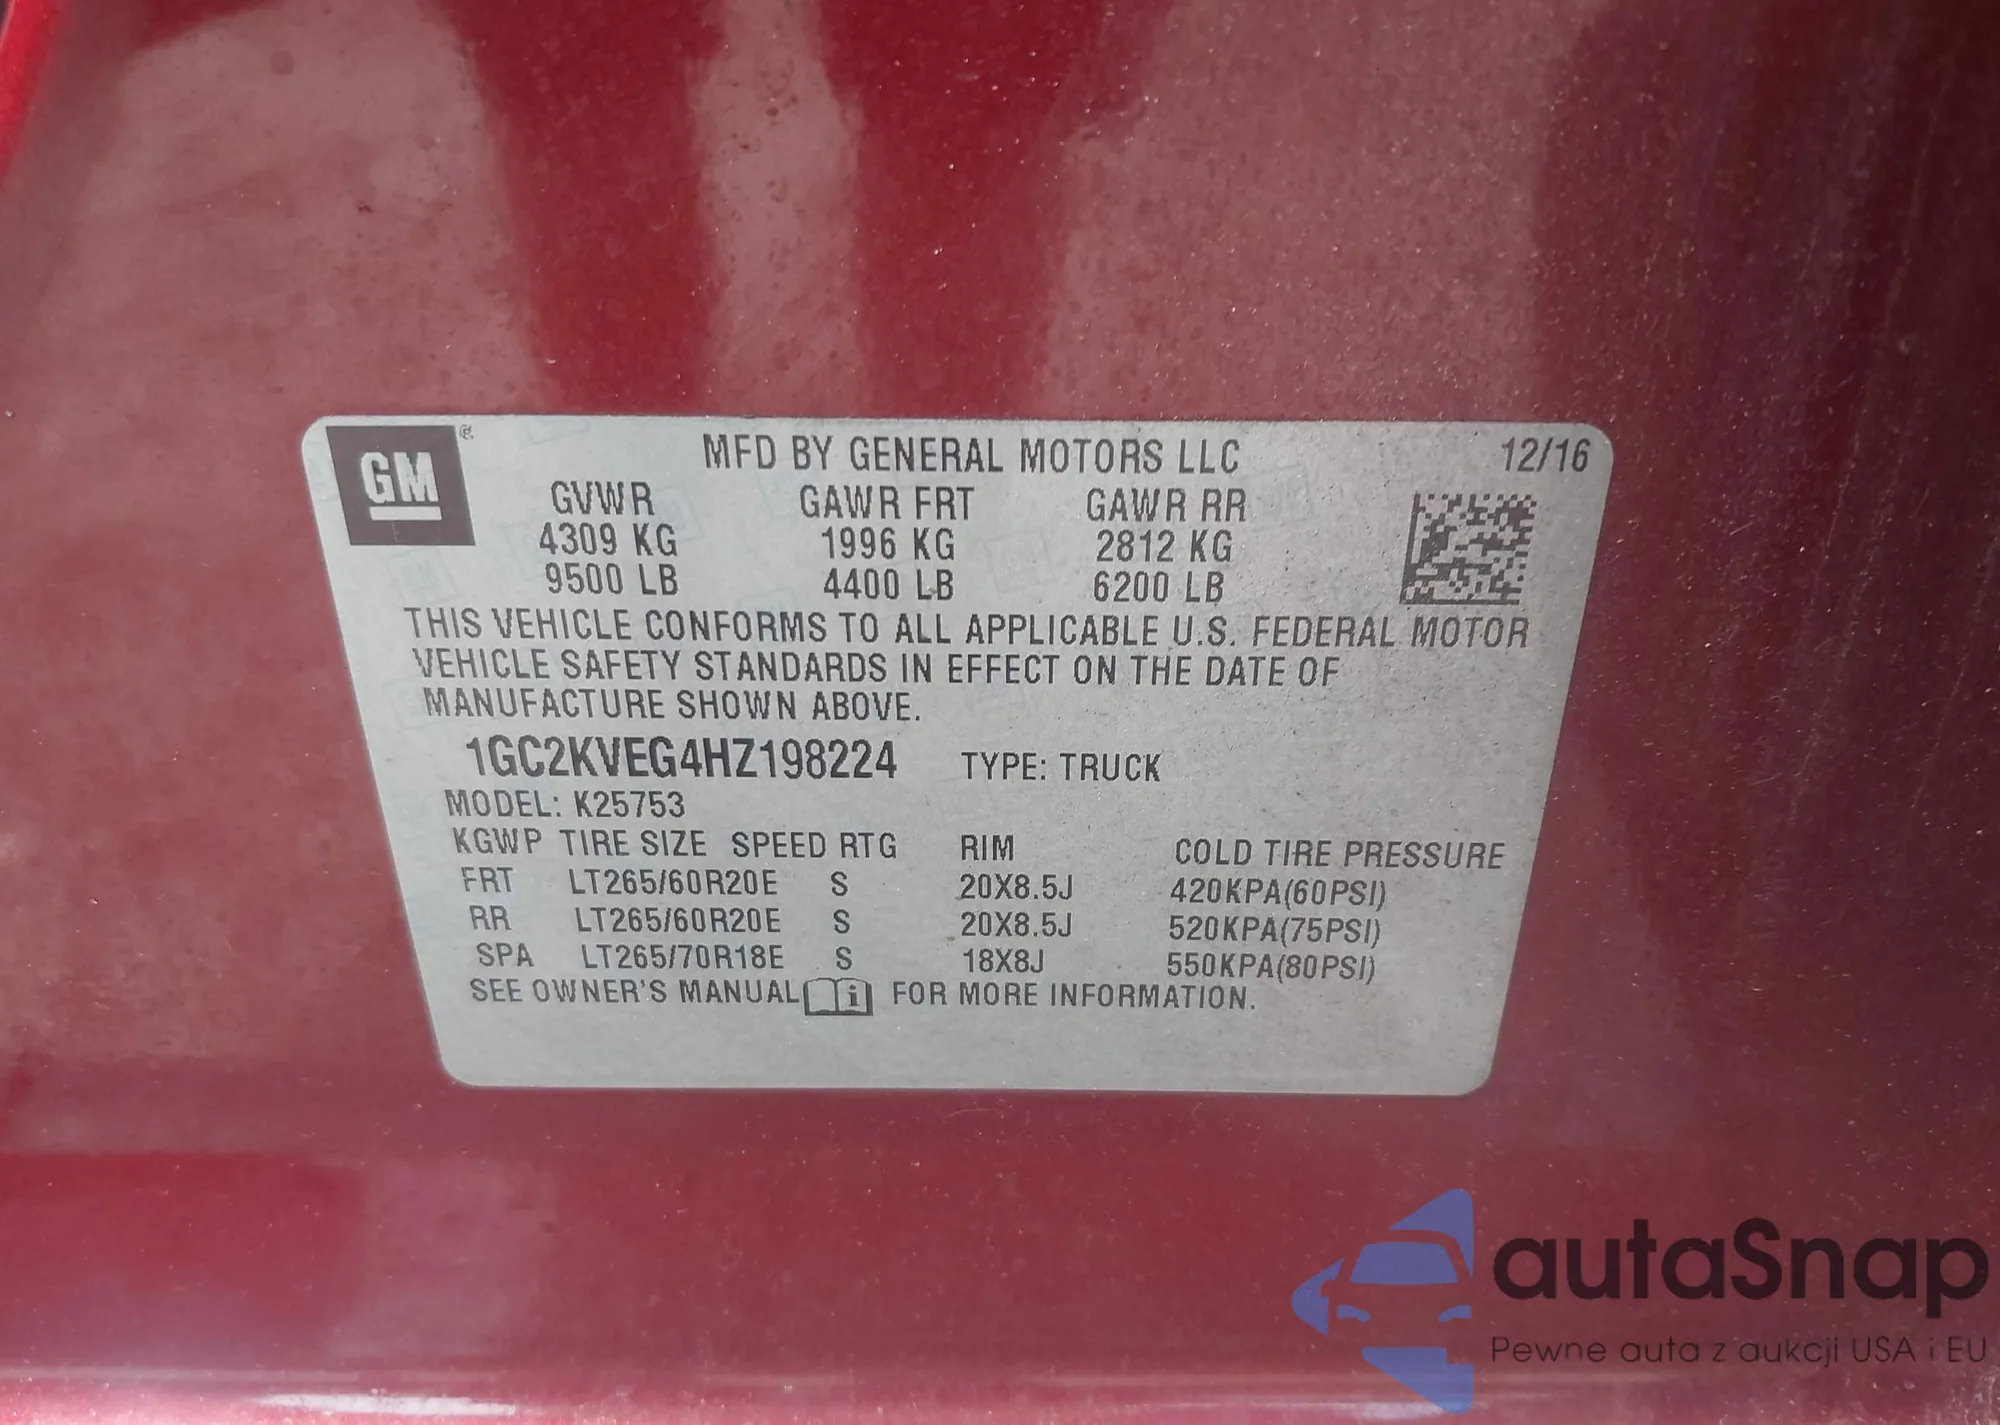 GM ®
MFD BY GENERAL MOTORS LLC 12/16
GVWR GAWR FRT GAWR RR
4309 KG 1996 KG 2812 KG
9500 LB 4400 LB 6200 LB
THIS VEHICLE CONFORMS TO ALL APPLICABLE U.S. FEDERAL MOTOR
VEHICLE SAFETY STANDARDS IN EFFECT ON THE DATE OF
MANUFACTURE SHOWN ABOVE.
1GC2KVEG4HZ198224 TYPE: TRUCK
MODEL: K25753
KGWP TIRE SIZE SPEED RTG RIM COLD TIRE PRESSURE
FRT LT265/60R20E S 20X8.5J 420KPA(60PSI)
RR LT265/60R20E S 20X8.5J 520KPA(75PSI)
SPA LT265/70R18E S 18X8J 550KPA(80PSI)
SEE OWNER'S MANUAL i FOR MORE INFORMATION.
autaSnap
Pewne auta z aukcji USA i EU